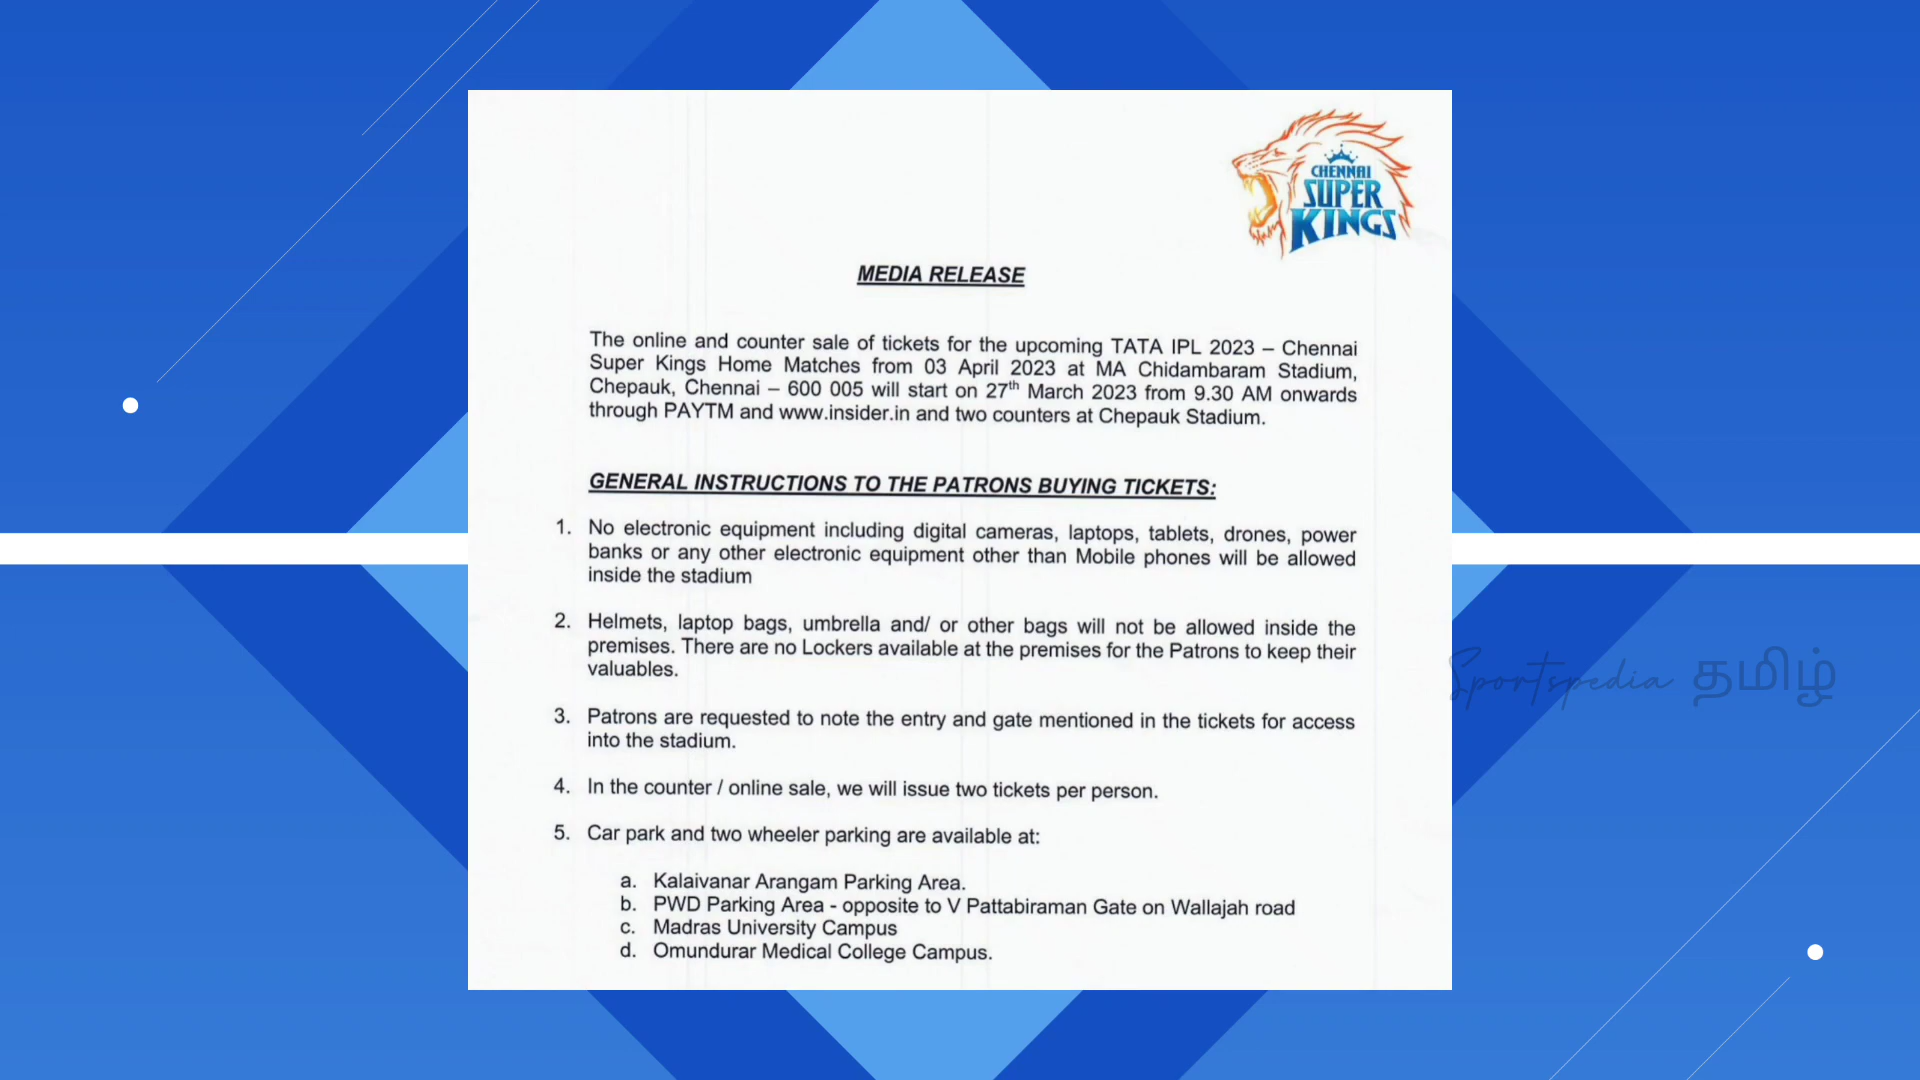 CHENNAI
SUPER
KINGS
MEDIA RELEASE
The online and counter sale of tickets for the upcoming TATA IPL 2023 – Chennai
Super Kings Home Matches from 03 April 2023 at MA Chidambaram Stadium,
Chepauk, Chennai – 600 005 will start on 27th March 2023 from 9.30 AM onwards
through PAYTM and www.insider.in and two counters at Chepauk Stadium.
GENERAL INSTRUCTIONS TO THE PATRONS BUYING TICKETS:
1. No electronic equipment including digital cameras, laptops, tablets, drones, power
banks or any other electronic equipment other than Mobile phones will be allowed
inside the stadium
2. Helmets, laptop bags, umbrella and/ or other bags will not be allowed inside the
premises. There are no Lockers available at the premises for the Patrons to keep their
valuables.
3. Patrons are requested to note the entry and gate mentioned in the tickets for access
into the stadium.
4. In the counter / online sale, we will issue two tickets per person.
5. Car park and two wheeler parking are available at:
a. Kalaivanar Arangam Parking Area.
b. PWD Parking Area - opposite to V Pattabiraman Gate on Wallajah road
c. Madras University Campus
d. Omundurar Medical College Campus.
Sportspedia தமிழ்